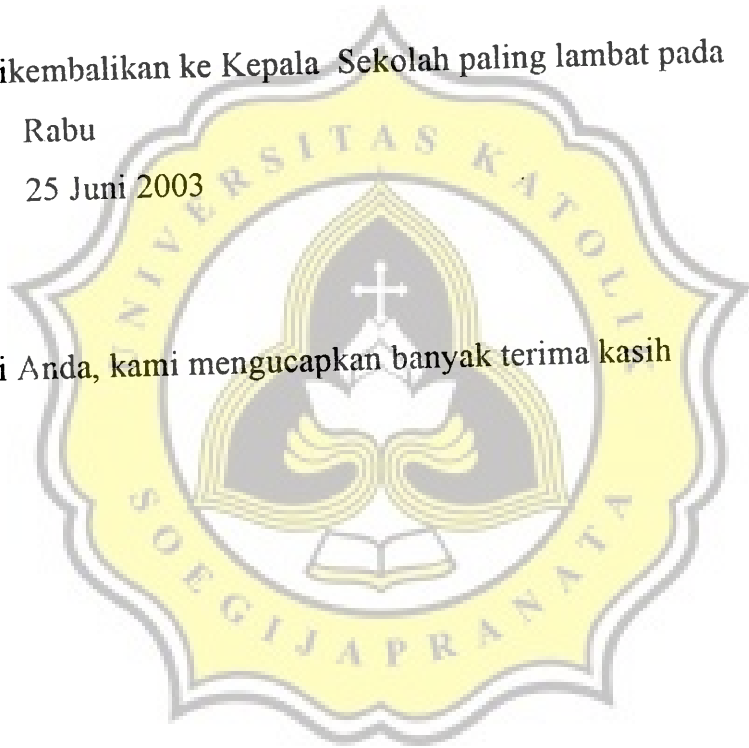 ikembalikan ke Kepala Sekolah paling lambat pada
Rabu
25 Juni 2003
i Anda, kami mengucapkan banyak terima kasih
UNIVERSITAS KATOLIK
SOEGIJAPRANATA